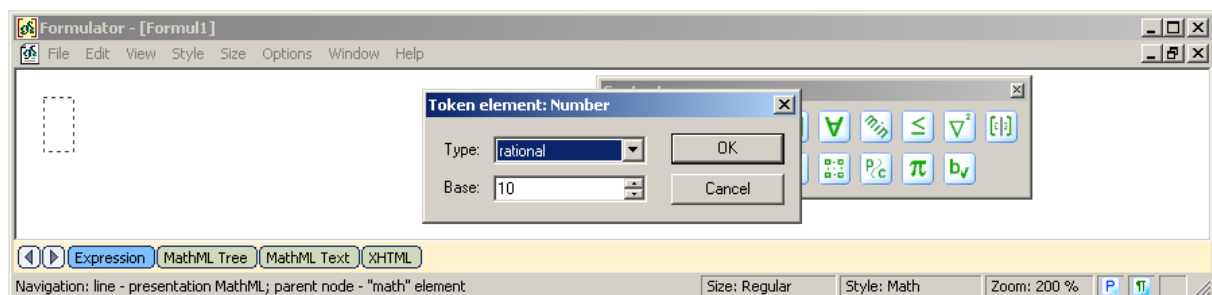 Formulator - [Formul1]
File Edit View Style Size Options Window Help
Token element: Number
Type: rational
OK
Base: 10
Cancel
min ≤ ∇² [:]
P/C π b√
Expression MathML Tree MathML Text XHTML
Navigation: line - presentation MathML; parent node - "math" element
Size: Regular
Style: Math
Zoom: 200 %
P ¶